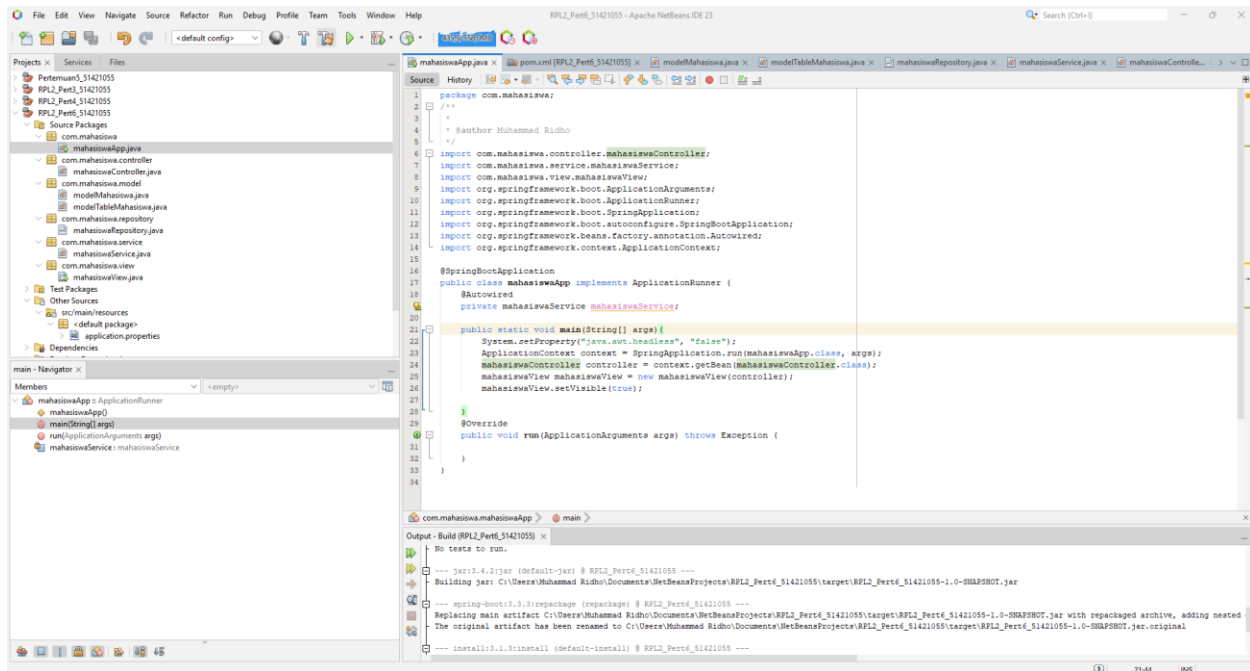 File Edit View Navigate Source Refactor Run Debug Profile Team Tools Window Help
RPL2_Pert6_51421055 - Apache NetBeans IDE 23
Search (Ctrl+I)
<default config>
Projects
Services
Files
Pertemuan5_51421055
RPL2_Pert3_51421055
RPL2_Pert4_51421055
RPL2_Pert6_51421055
Source Packages
com.mahasiswa
mahasiswaApp.java
com.mahasiswa.controller
mahasiswaController.java
com.mahasiswa.model
modelMahasiswa.java
modelTableMahasiswa.java
com.mahasiswa.repository
mahasiswaRepository.java
com.mahasiswa.service
mahasiswaService.java
com.mahasiswa.view
mahasiswaView.java
Test Packages
Other Sources
src/main/resources
<default package>
application.properties
Dependencies
main - Navigator
Members
<empty>
mahasiswaApp :: ApplicationRunner
mahasiswaApp()
main(String[] args)
run(ApplicationArguments args)
mahasiswaService : mahasiswaService
mahasiswaApp.java
pom.xml [RPL2_Pert6_51421055]
modelMahasiswa.java
modelTableMahasiswa.java
mahasiswaRepository.java
mahasiswaService.java
mahasiswaControlle...
Source History
1 package com.mahasiswa;
2 /**
3 *
4 * @author Muhammad Ridho
5 */
6 import com.mahasiswa.controller.mahasiswaController;
7 import com.mahasiswa.service.mahasiswaService;
8 import com.mahasiswa.view.mahasiswaView;
9 import org.springframework.boot.ApplicationArguments;
10 import org.springframework.boot.ApplicationRunner;
11 import org.springframework.boot.SpringApplication;
12 import org.springframework.boot.autoconfigure.SpringBootApplication;
13 import org.springframework.beans.factory.annotation.Autowired;
14 import org.springframework.context.ApplicationContext;
15
16 @SpringBootApplication
17 public class mahasiswaApp implements ApplicationRunner {
18 @Autowired
private mahasiswaService mahasiswaService;
20
21 public static void main(String[] args){
22 System.setProperty("java.awt.headless", "false");
23 ApplicationContext context = SpringApplication.run(mahasiswaApp.class, args);
24 mahasiswaController controller = context.getBean(mahasiswaController.class);
25 mahasiswaView mahasiswaView = new mahasiswaView(controller);
26 mahasiswaView.setVisible(true);
27
28 }
29 @Override
public void run(ApplicationArguments args) throws Exception {
31
32 }
33 }
34
com.mahasiswa.mahasiswaApp
main
Output - Build (RPL2_Pert6_51421055)
No tests to run.
--- jar:3.4.2:jar (default-jar) @ RPL2_Pert6_51421055 ---
Building jar: C:\Users\Muhammad Ridho\Documents\NetBeansProjects\RPL2_Pert6_51421055\target\RPL2_Pert6_51421055-1.0-SNAPSHOT.jar
--- spring-boot:3.3.3:repackage (repackage) @ RPL2_Pert6_51421055 ---
Replacing main artifact C:\Users\Muhammad Ridho\Documents\NetBeansProjects\RPL2_Pert6_51421055\target\RPL2_Pert6_51421055-1.0-SNAPSHOT.jar with repackaged archive, adding nested
The original artifact has been renamed to C:\Users\Muhammad Ridho\Documents\NetBeansProjects\RPL2_Pert6_51421055\target\RPL2_Pert6_51421055-1.0-SNAPSHOT.jar.original
--- install:3.1.3:install (default-install) @ RPL2_Pert6_51421055 ---
21:44
INS